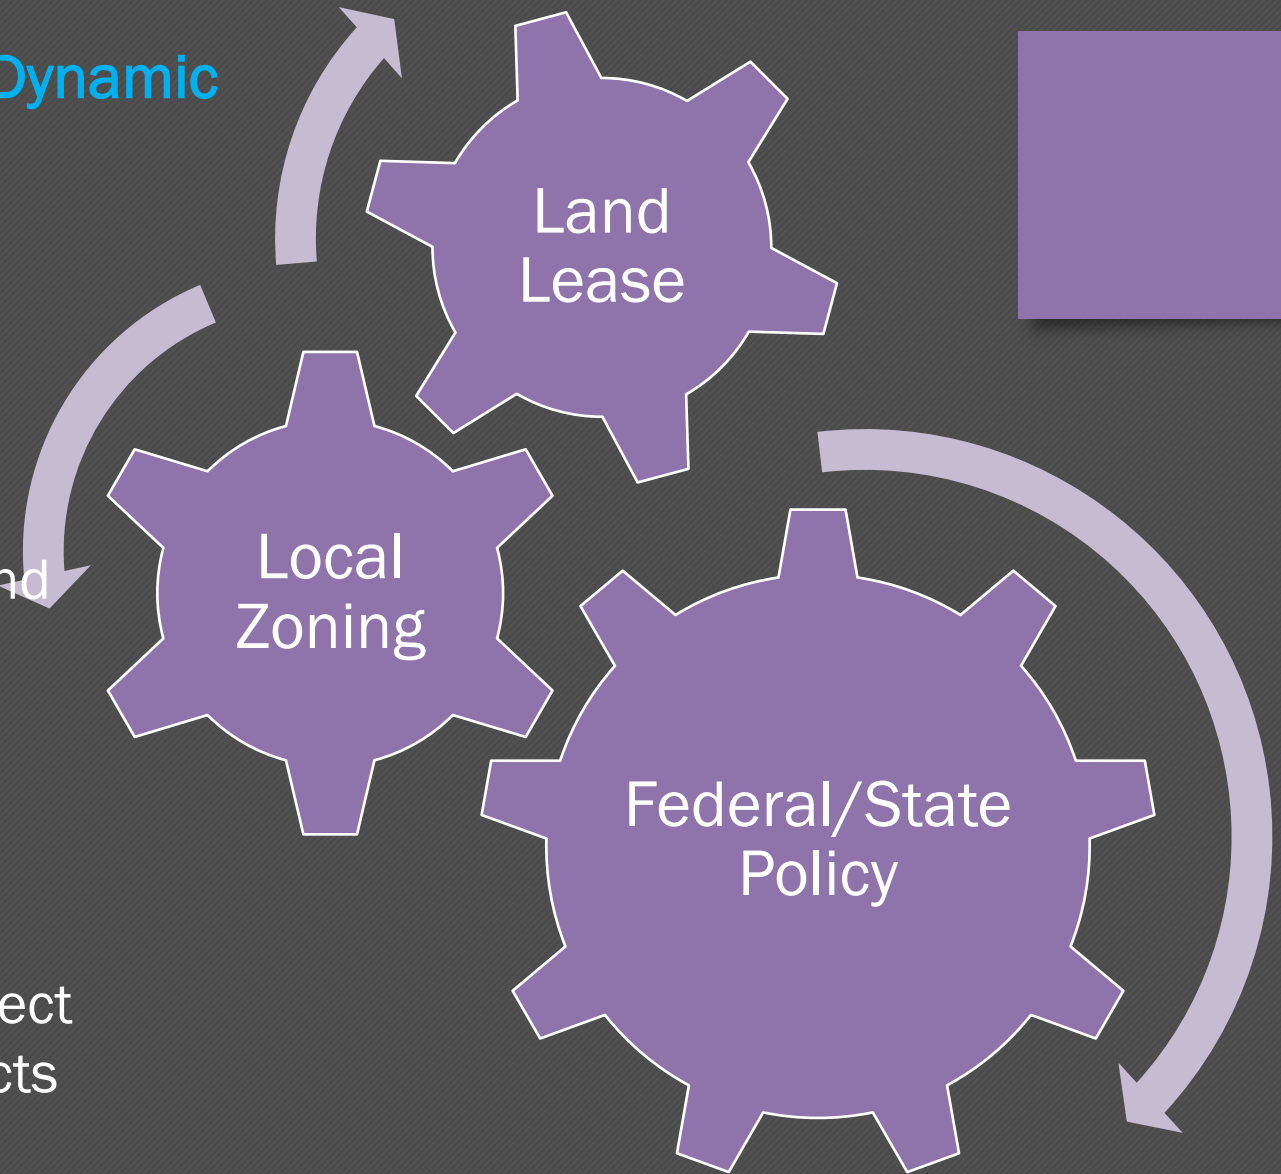 Dynamic
Land
Lease
nd
Local
Zoning
Federal/State
Policy
ect
cts